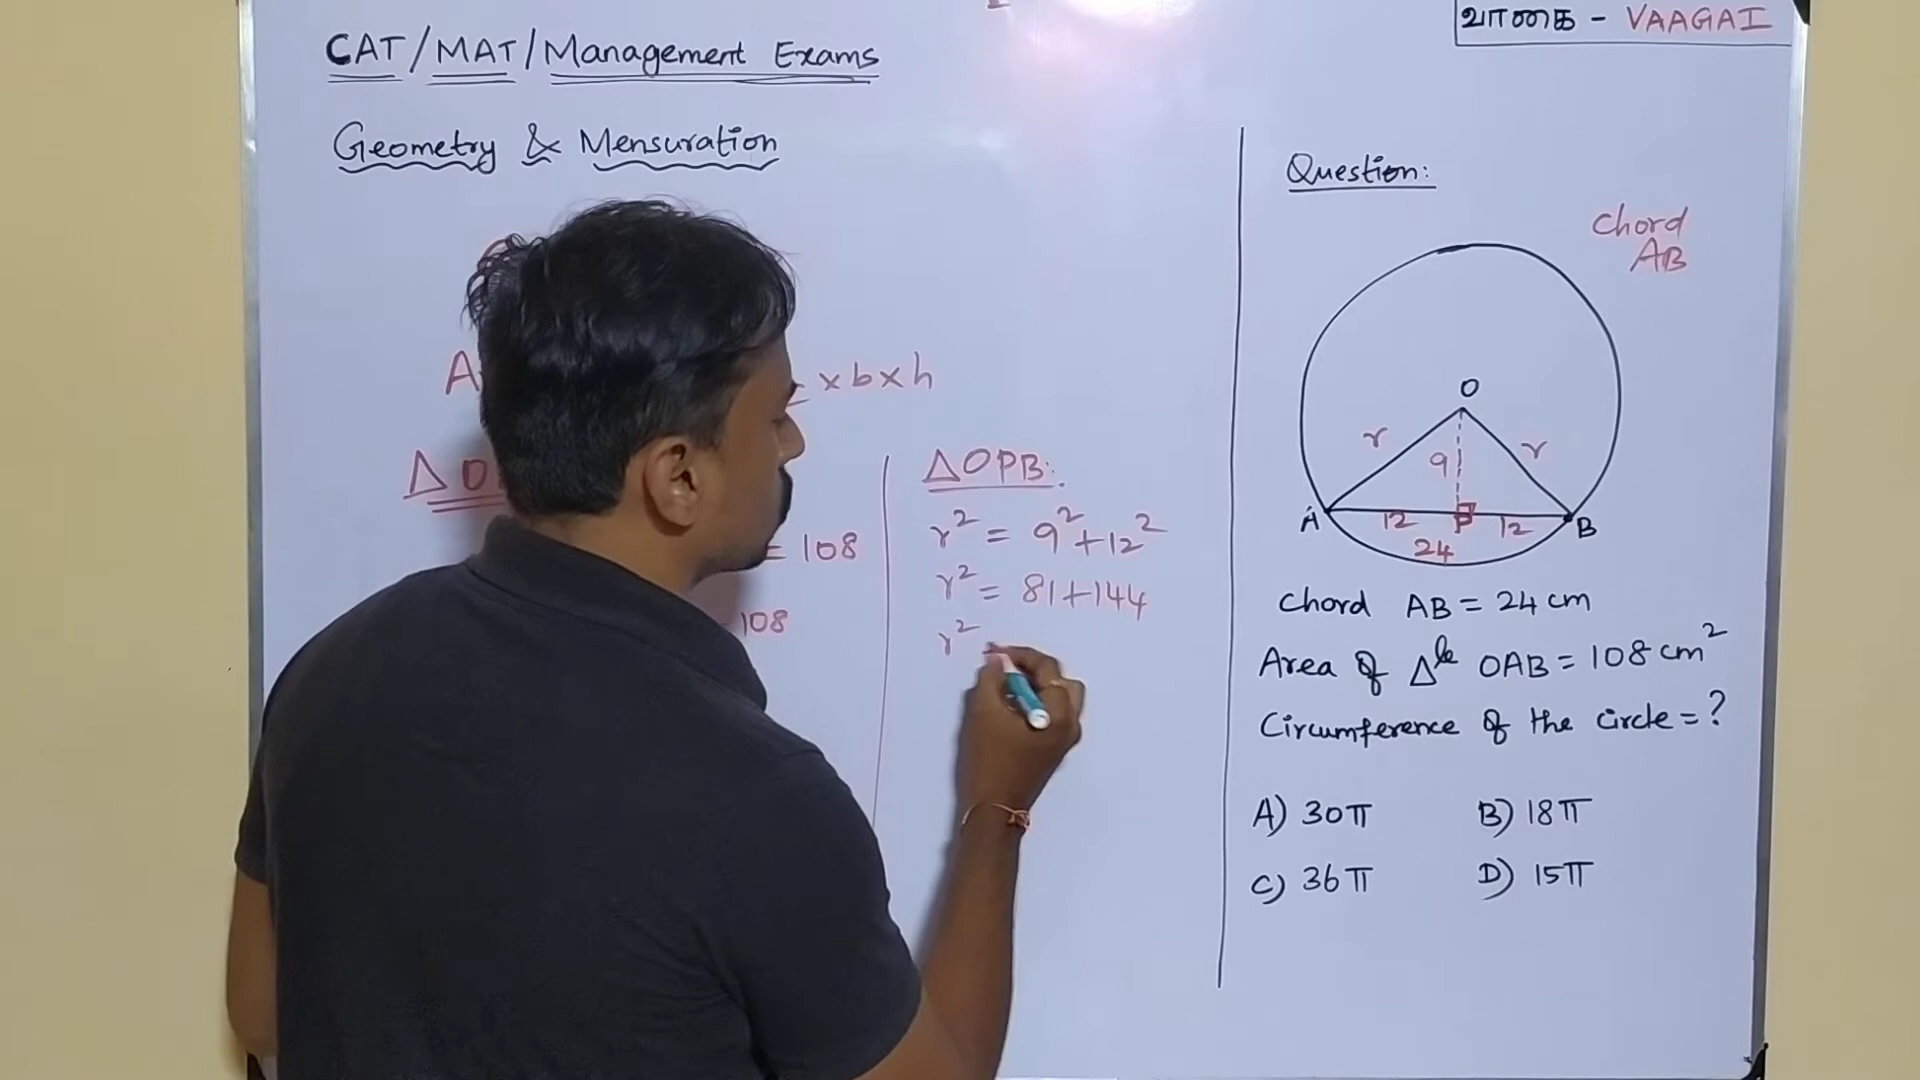 CAT/MAT/Management Exams
வாகை - VAAGAI
Geometry & Mensuration
× b × h
= 108
108
△OPB:
r² = 9² + 12²
r² = 81 + 144
r²
Question:
Chord
AB
O
r
r
9
A
12
P
12
B
24
Chord AB = 24 cm
Area of Δle OAB = 108 cm²
Circumference of the circle = ?
A) 30π B) 18π
C) 36π D) 15π